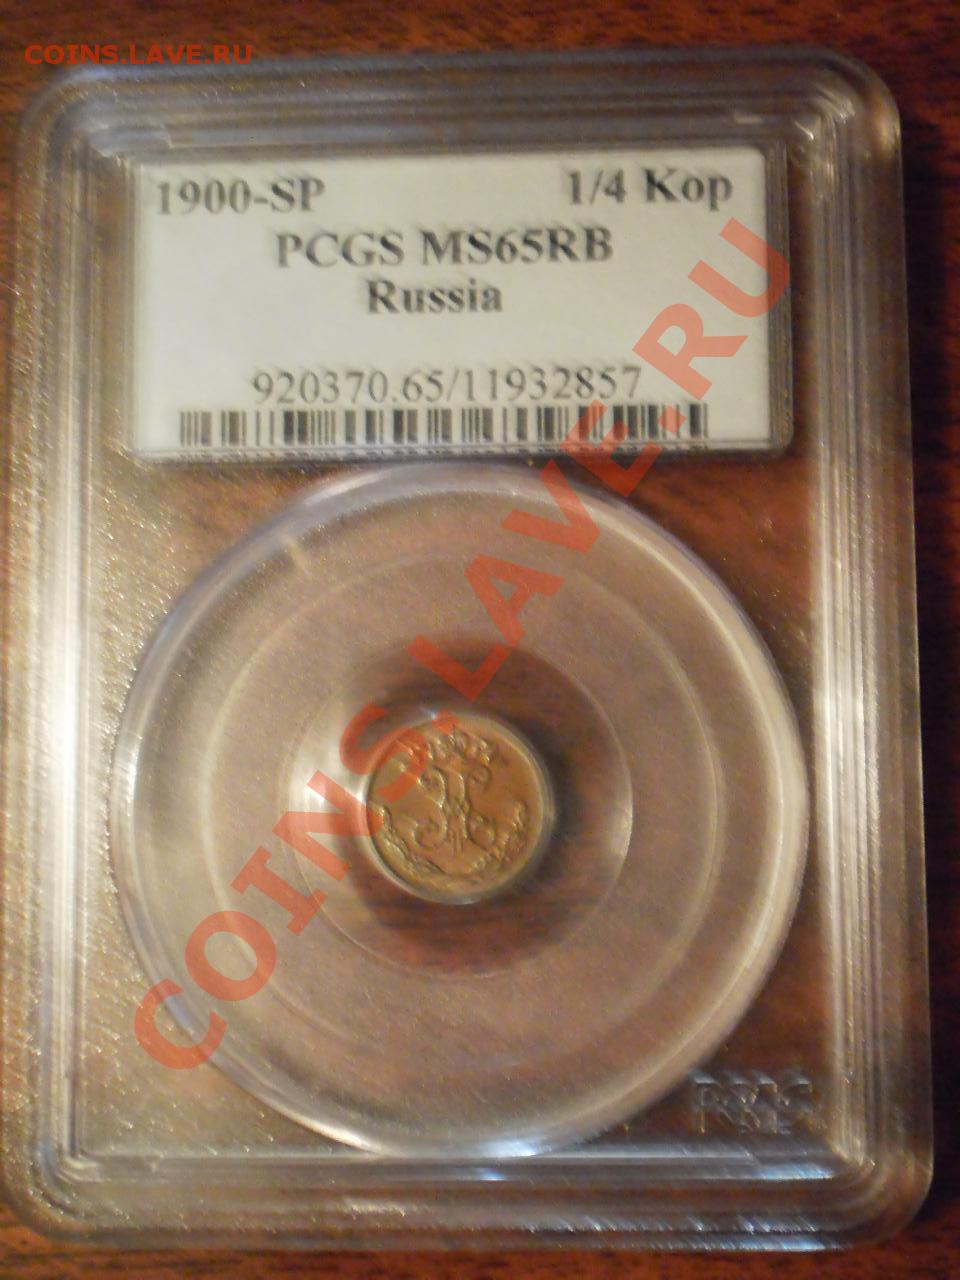 COINS.LAVE.RU
1900-SP 1/4 Kop
PCGS MS65RB
Russia
920370.65/11932857
COINS.LAVE.RU